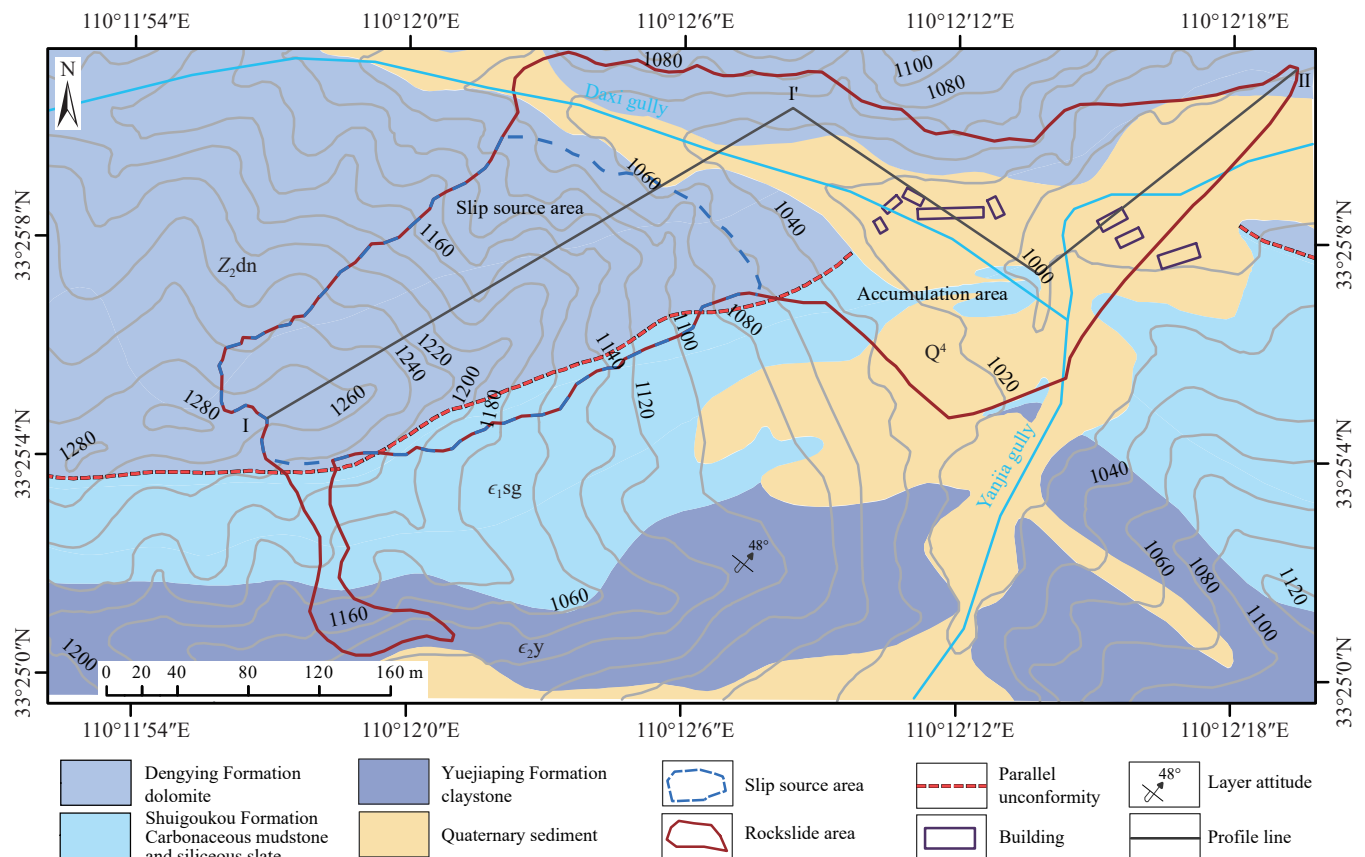 110°11′54″E 110°12′0″E 110°12′6″E 110°12′12″E 110°12′18″E
N
1080
1100
1080
II
I'
Daxi gully
1060
33°25′8″N
Slip source area
1040
1160
33°25′8″N
Z₂dn
1000
Accumulation area
1080
1100
1220
1140
1240
Q⁴
1200
1020
1260
1120
1180
1280
I
1280
33°25′4″N
Yanjia gully
33°25′4″N
1040
ϵ₁sg
48°
1060
1080
1060
1120
1160
1100
ϵ₂y
1200
33°25′0″N
0 20 40 80 120 160 m
33°25′0″N
110°11′54″E 110°12′0″E 110°12′6″E 110°12′12″E 110°12′18″E
Dengying Formation
dolomite
Yuejiaping Formation
claystone
Slip source area
Parallel
unconformity
48°
Layer attitude
Shuigoukou Formation
Carbonaceous mudstone
and siliceous slate
Quaternary sediment
Rockslide area
Building
Profile line